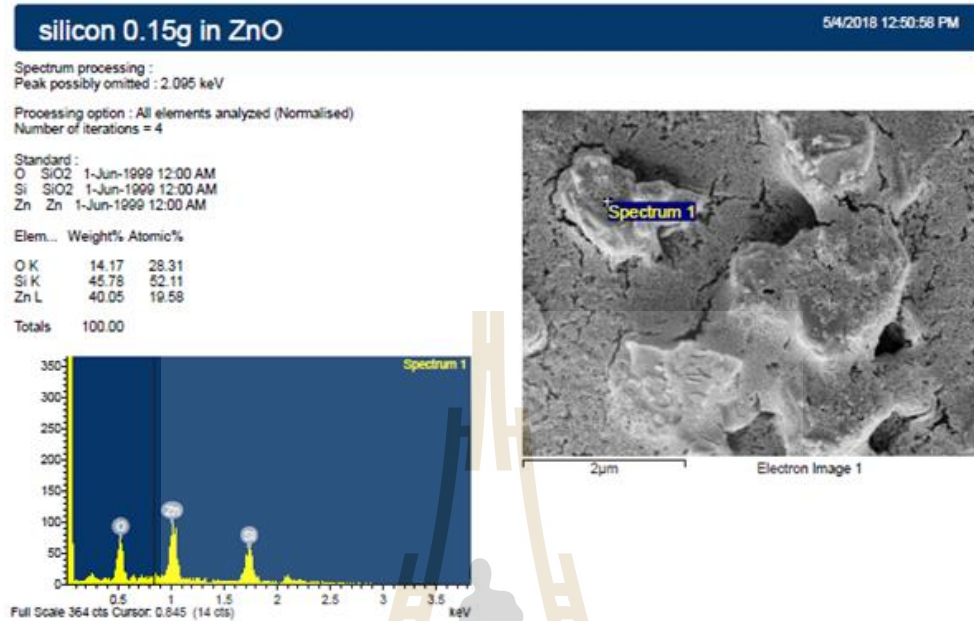 silicon 0.15g in ZnO
5/4/2018 12:50:58 PM
Spectrum processing :
Peak possibly omitted : 2.095 keV
Processing option : All elements analyzed (Normalised)
Number of iterations = 4
Standard :
O SiO2 1-Jun-1999 12:00 AM
Si SiO2 1-Jun-1999 12:00 AM
Zn Zn 1-Jun-1999 12:00 AM
Elem... Weight% Atomic%
O K 14.17 28.31
Si K 45.78 52.11
Zn L 40.05 19.58
Totals 100.00
Spectrum 1
2µm
Electron Image 1
Spectrum 1
350
300
250
200
150
100
50
0
O
Zn
Si
0.5 1 1.5 2 2.5 3 3.5
Full Scale 364 cts Cursor: 0.845 (14 cts) keV